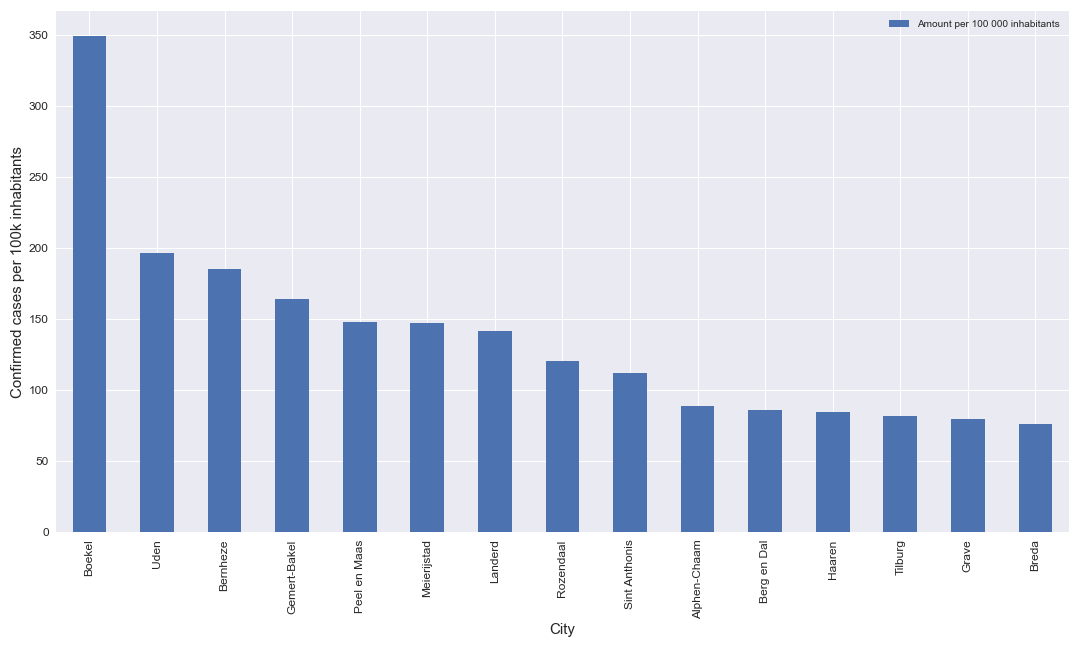 Amount per 100 000 inhabitants
Confirmed cases per 100k inhabitants
350
300
250
200
150
100
50
0
Boekel
Uden
Bernheze
Gemert-Bakel
Peel en Maas
Meierijstad
Landerd
Rozendaal
Sint Anthonis
Alphen-Chaam
Berg en Dal
Haaren
Tilburg
Grave
Breda
City